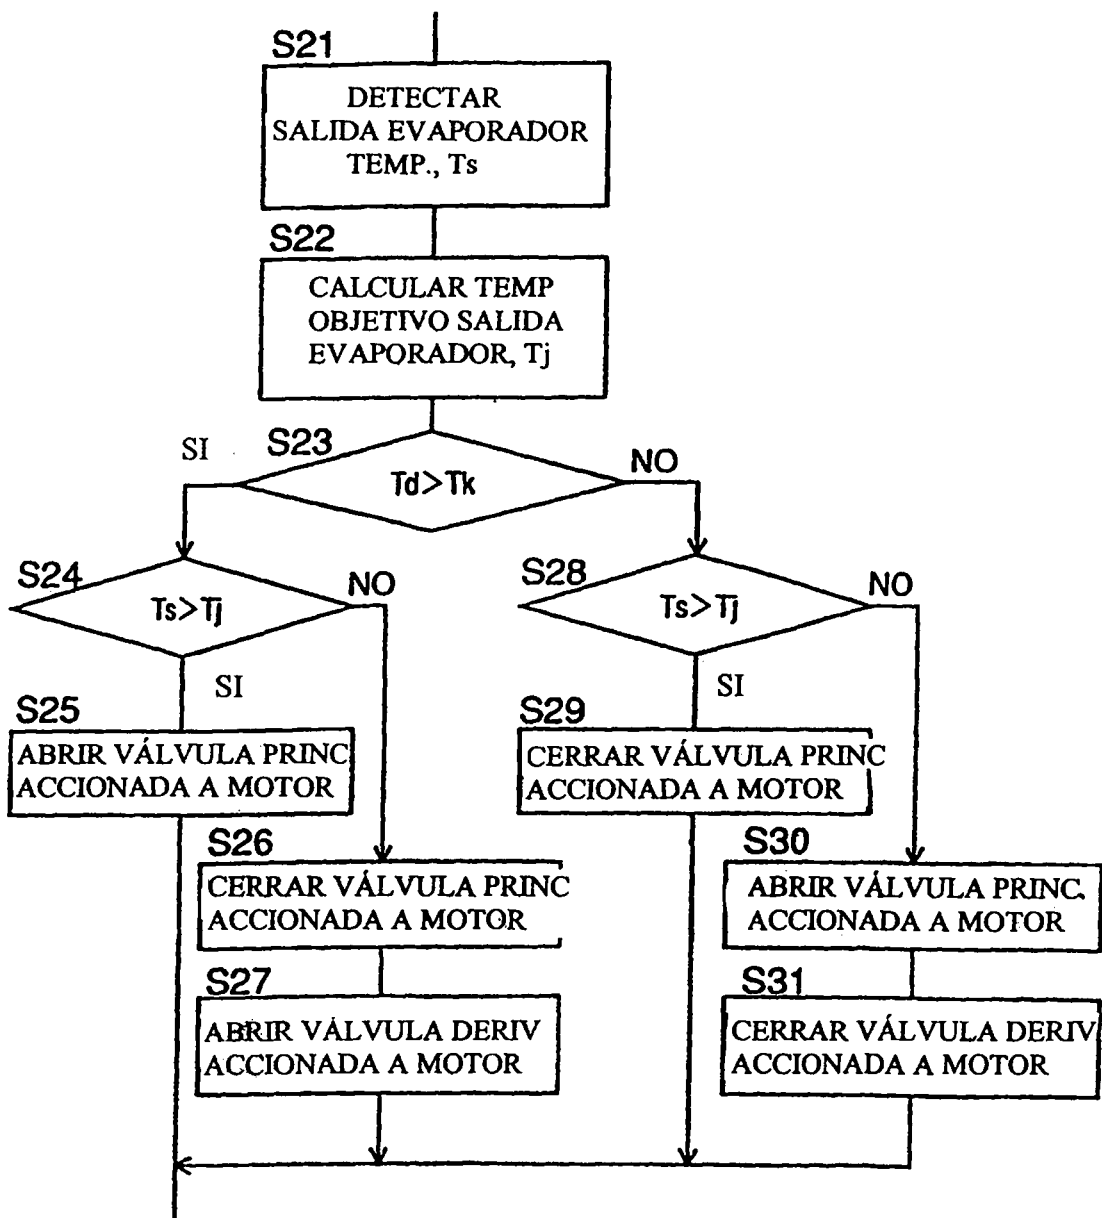 S21
DETECTAR
SALIDA EVAPORADOR
TEMP., Ts
S22
CALCULAR TEMP
OBJETIVO SALIDA
EVAPORADOR, Tj
S23
SI
Td>Tk
NO
S24
Ts>Tj
NO
SI
S28
Ts>Tj
NO
SI
S25
ABRIR VÁLVULA PRINC.
ACCIONADA A MOTOR
S29
CERRAR VÁLVULA PRINC
ACCIONADA A MOTOR
S26
CERRAR VÁLVULA PRINC
ACCIONADA A MOTOR
S30
ABRIR VÁLVULA PRINC.
ACCIONADA A MOTOR
S27
ABRIR VÁLVULA DERIV
ACCIONADA A MOTOR
S31
CERRAR VÁLVULA DERIV
ACCIONADA A MOTOR